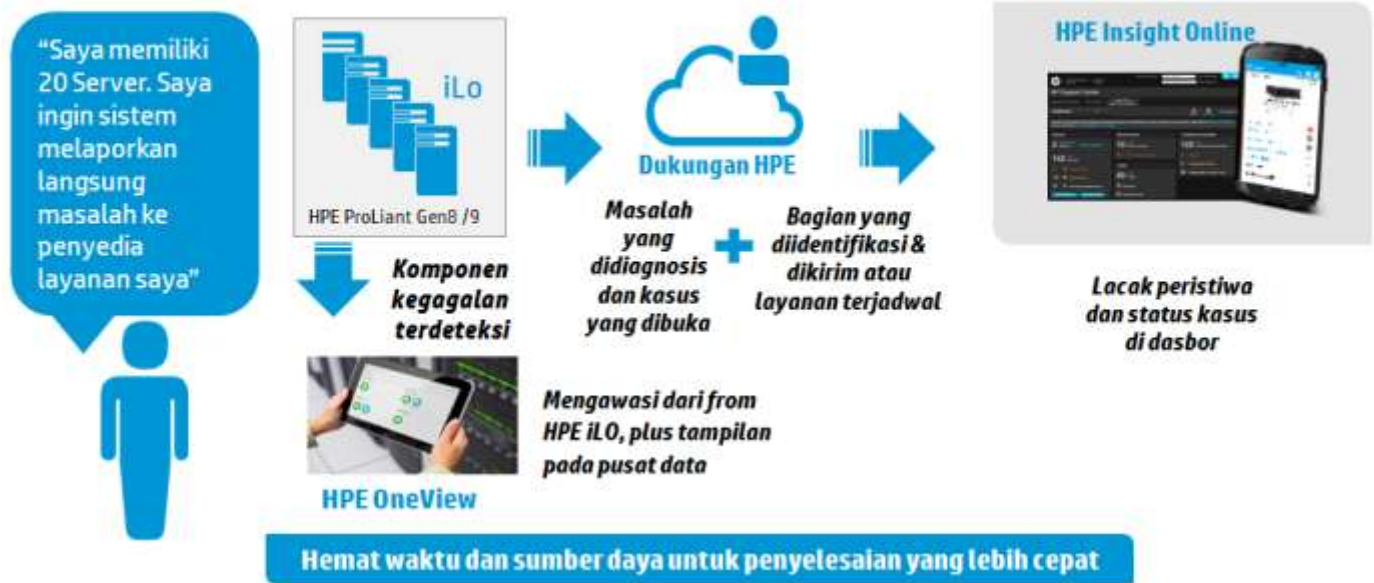 “Saya memiliki
20 Server. Saya
ingin sistem
melaporkan
langsung
masalah ke
penyedia
layanan saya”
iLo
HPE ProLiant Gen8 /9
Komponen
kegagalan
terdeteksi
Dukungan HPE
Masalah
yang
didiagnosis
dan kasus
yang dibuka
Bagian yang
diidentifikasi &
dikirim atau
layanan terjadwal
HPE Insight Online
Lacak peristiwa
dan status kasus
di dasbor
Mengawasi dari from
HPE iLO, plus tampilan
pada pusat data
HPE OneView
Hemat waktu dan sumber daya untuk penyelesaian yang lebih cepat